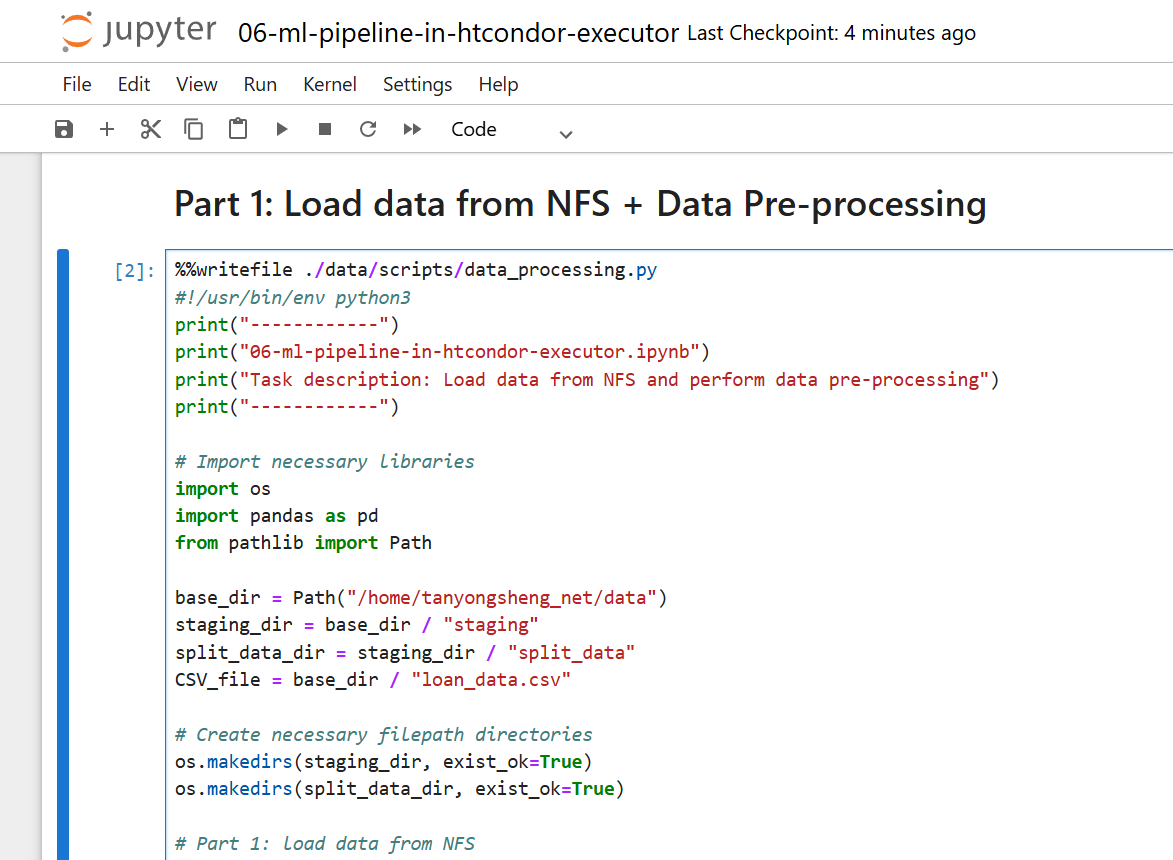 jupyter 06-ml-pipeline-in-htcondor-executor Last Checkpoint: 4 minutes ago
File Edit View Run Kernel Settings Help
Code
Part 1: Load data from NFS + Data Pre-processing
[2]: %%writefile ./data/scripts/data_processing.py
#!/usr/bin/env python3
print("------------")
print("06-ml-pipeline-in-htcondor-executor.ipynb")
print("Task description: Load data from NFS and perform data pre-processing")
print("------------")
# Import necessary libraries
import os
import pandas as pd
from pathlib import Path
base_dir = Path("/home/tanyongsheng_net/data")
staging_dir = base_dir / "staging"
split_data_dir = staging_dir / "split_data"
CSV_file = base_dir / "loan_data.csv"
# Create necessary filepath directories
os.makedirs(staging_dir, exist_ok=True)
os.makedirs(split_data_dir, exist_ok=True)
# Part 1: load data from NFS